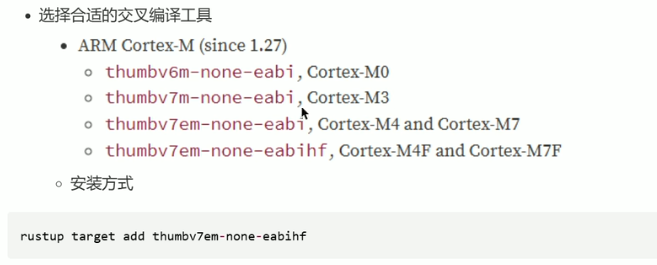 选择合适的交叉编译工具
ARM Cortex-M (since 1.27)
thumbv6m-none-eabi, Cortex-M0
thumbv7m-none-eabi, Cortex-M3
thumbv7em-none-eabi, Cortex-M4 and Cortex-M7
thumbv7em-none-eabihf, Cortex-M4F and Cortex-M7F
安装方式
rustup target add thumbv7em-none-eabihf